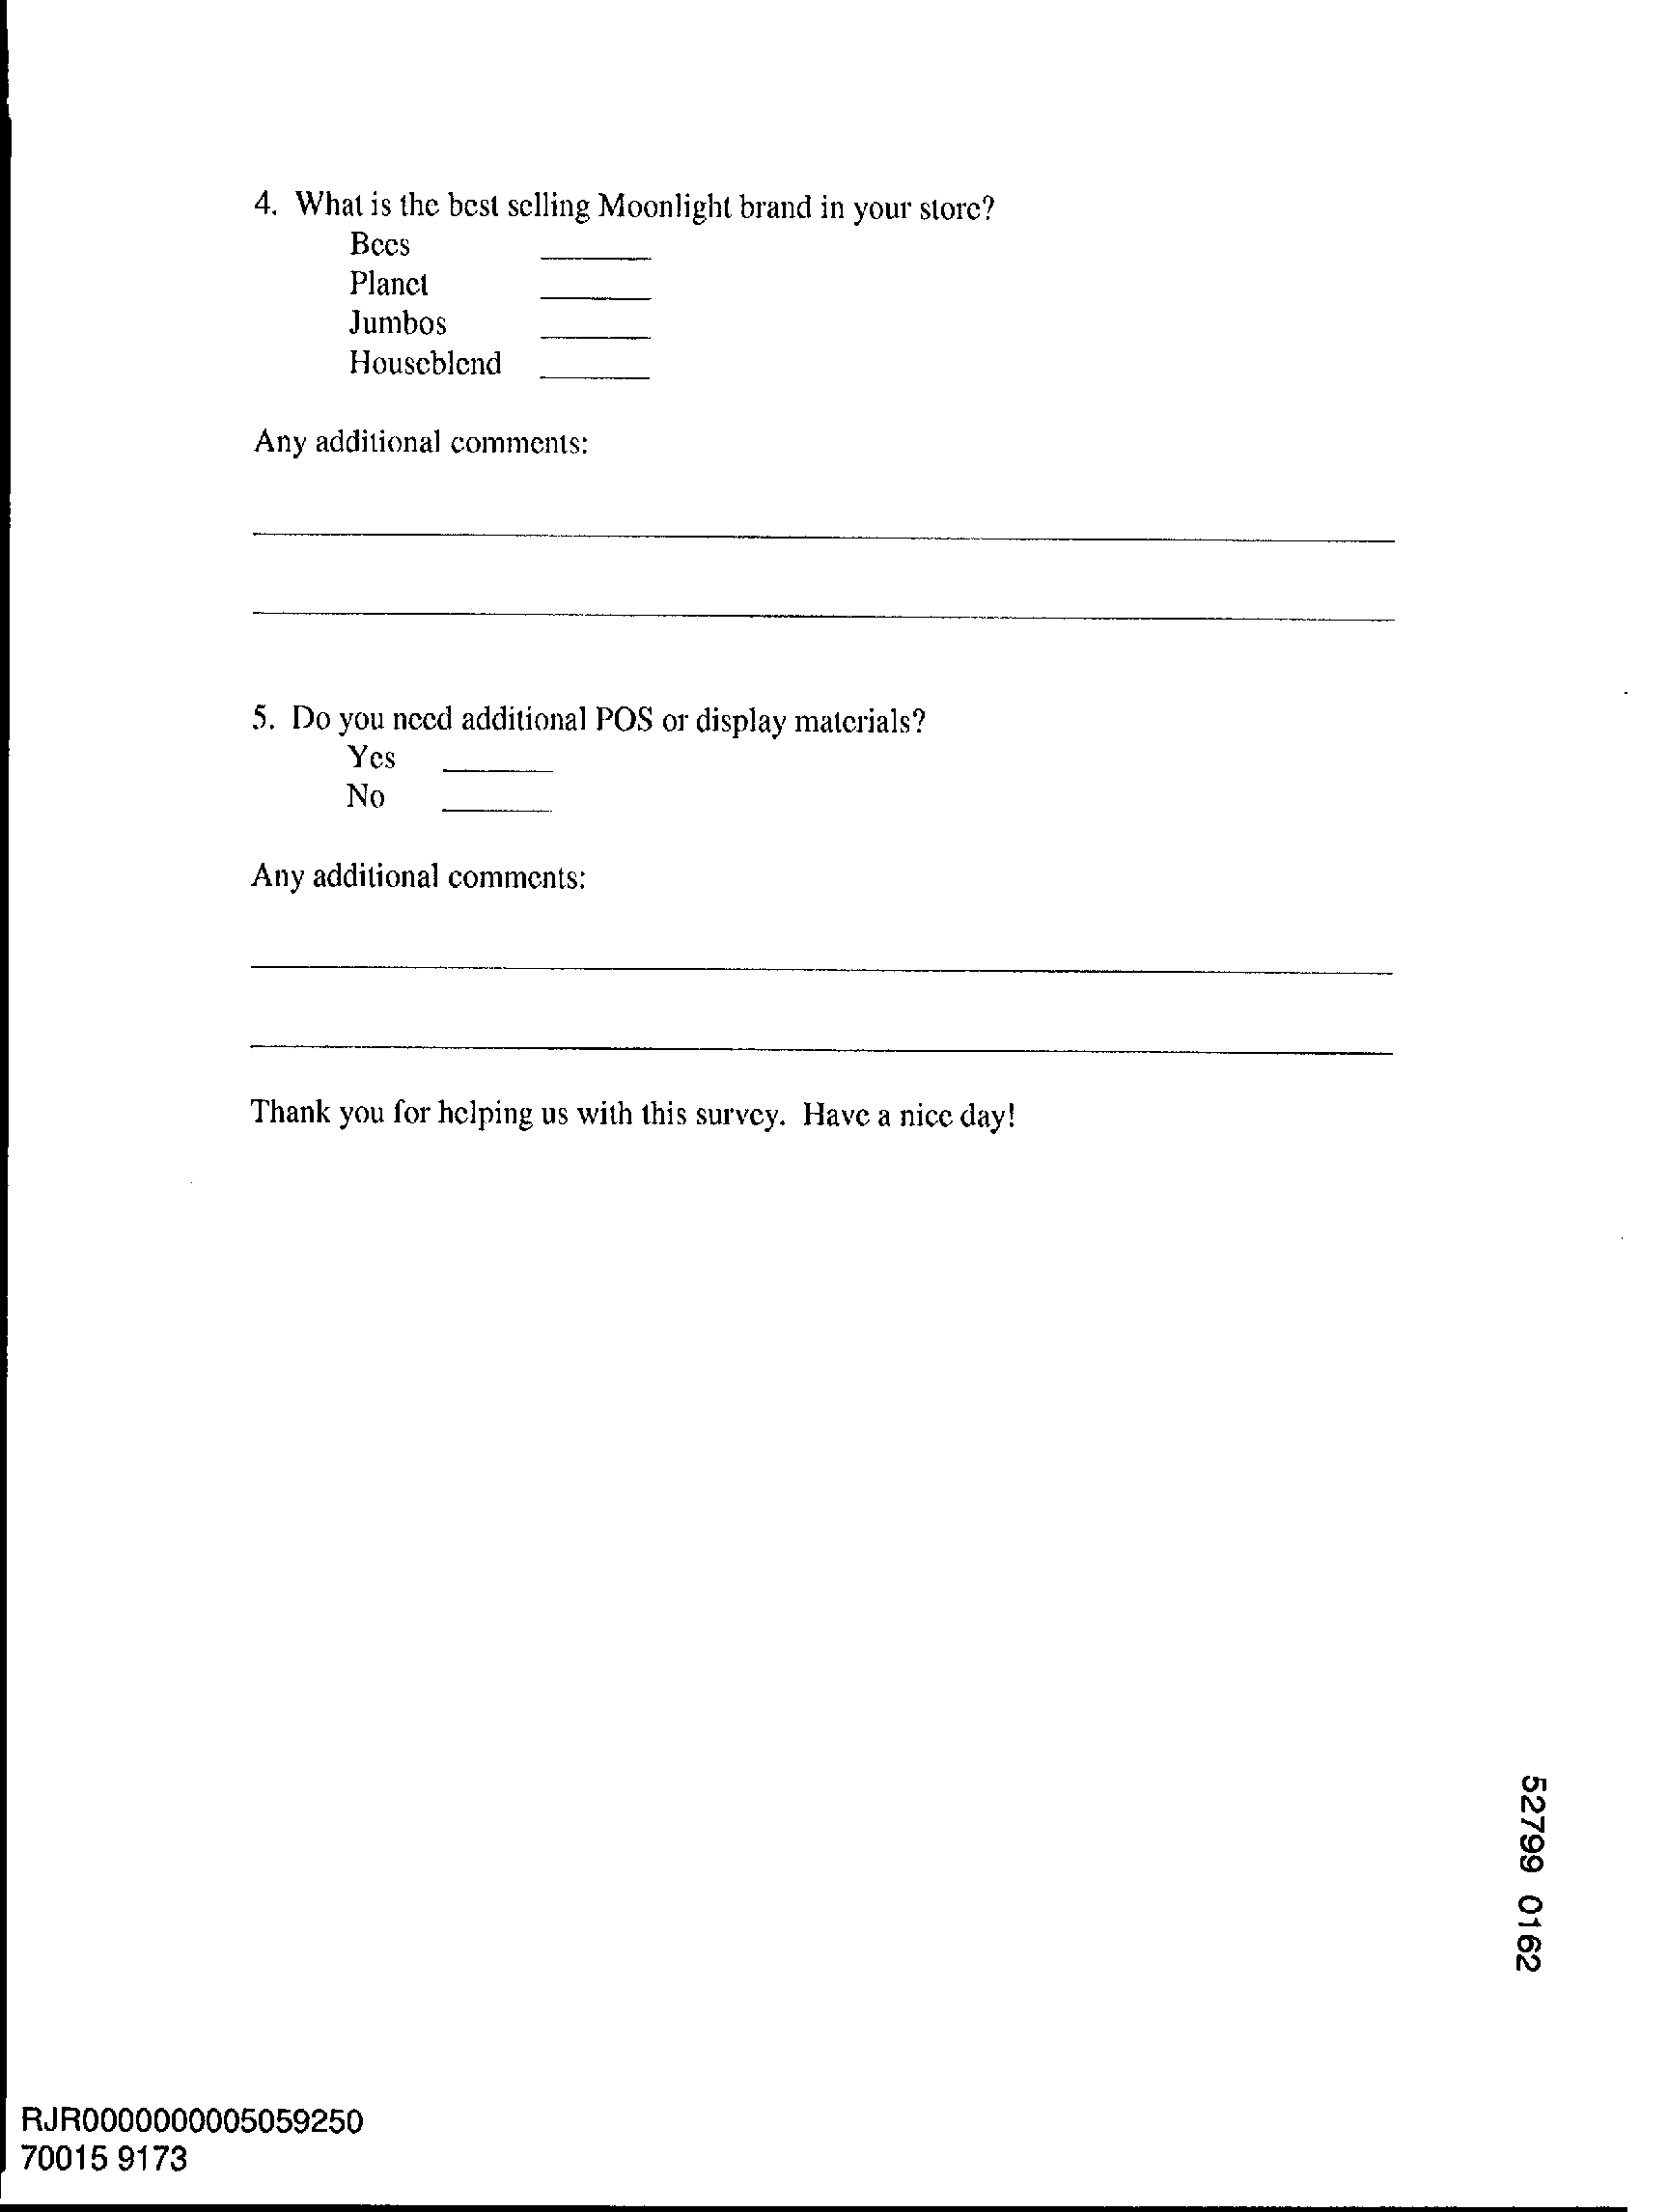 4. What is the best selling Moonlight brand in your store?
Bees
Planet
Jumbos
Houseblend
Any additional comments:
5. Do you need additional POS or display materials?
Yes
No
Any additional comments:
Thank you for helping us with this survey. Have a nice day!
52799 0162
RJR0000000005059250
70015 9173